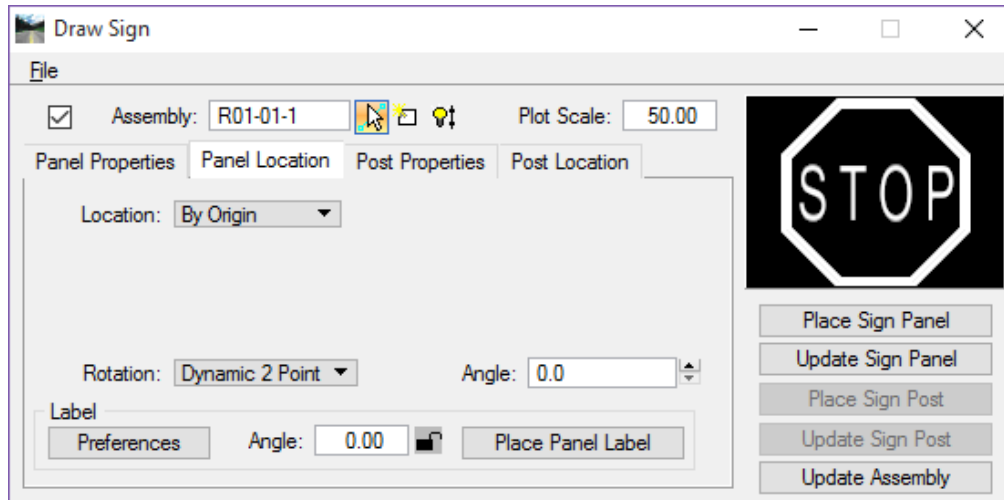 Draw Sign
File
Assembly: R01-01-1 Plot Scale: 50.00
Panel Properties Panel Location Post Properties Post Location
Location: By Origin
Rotation: Dynamic 2 Point Angle: 0.0
Label
Preferences Angle: 0.00 Place Panel Label
STOP
Place Sign Panel
Update Sign Panel
Place Sign Post
Update Sign Post
Update Assembly